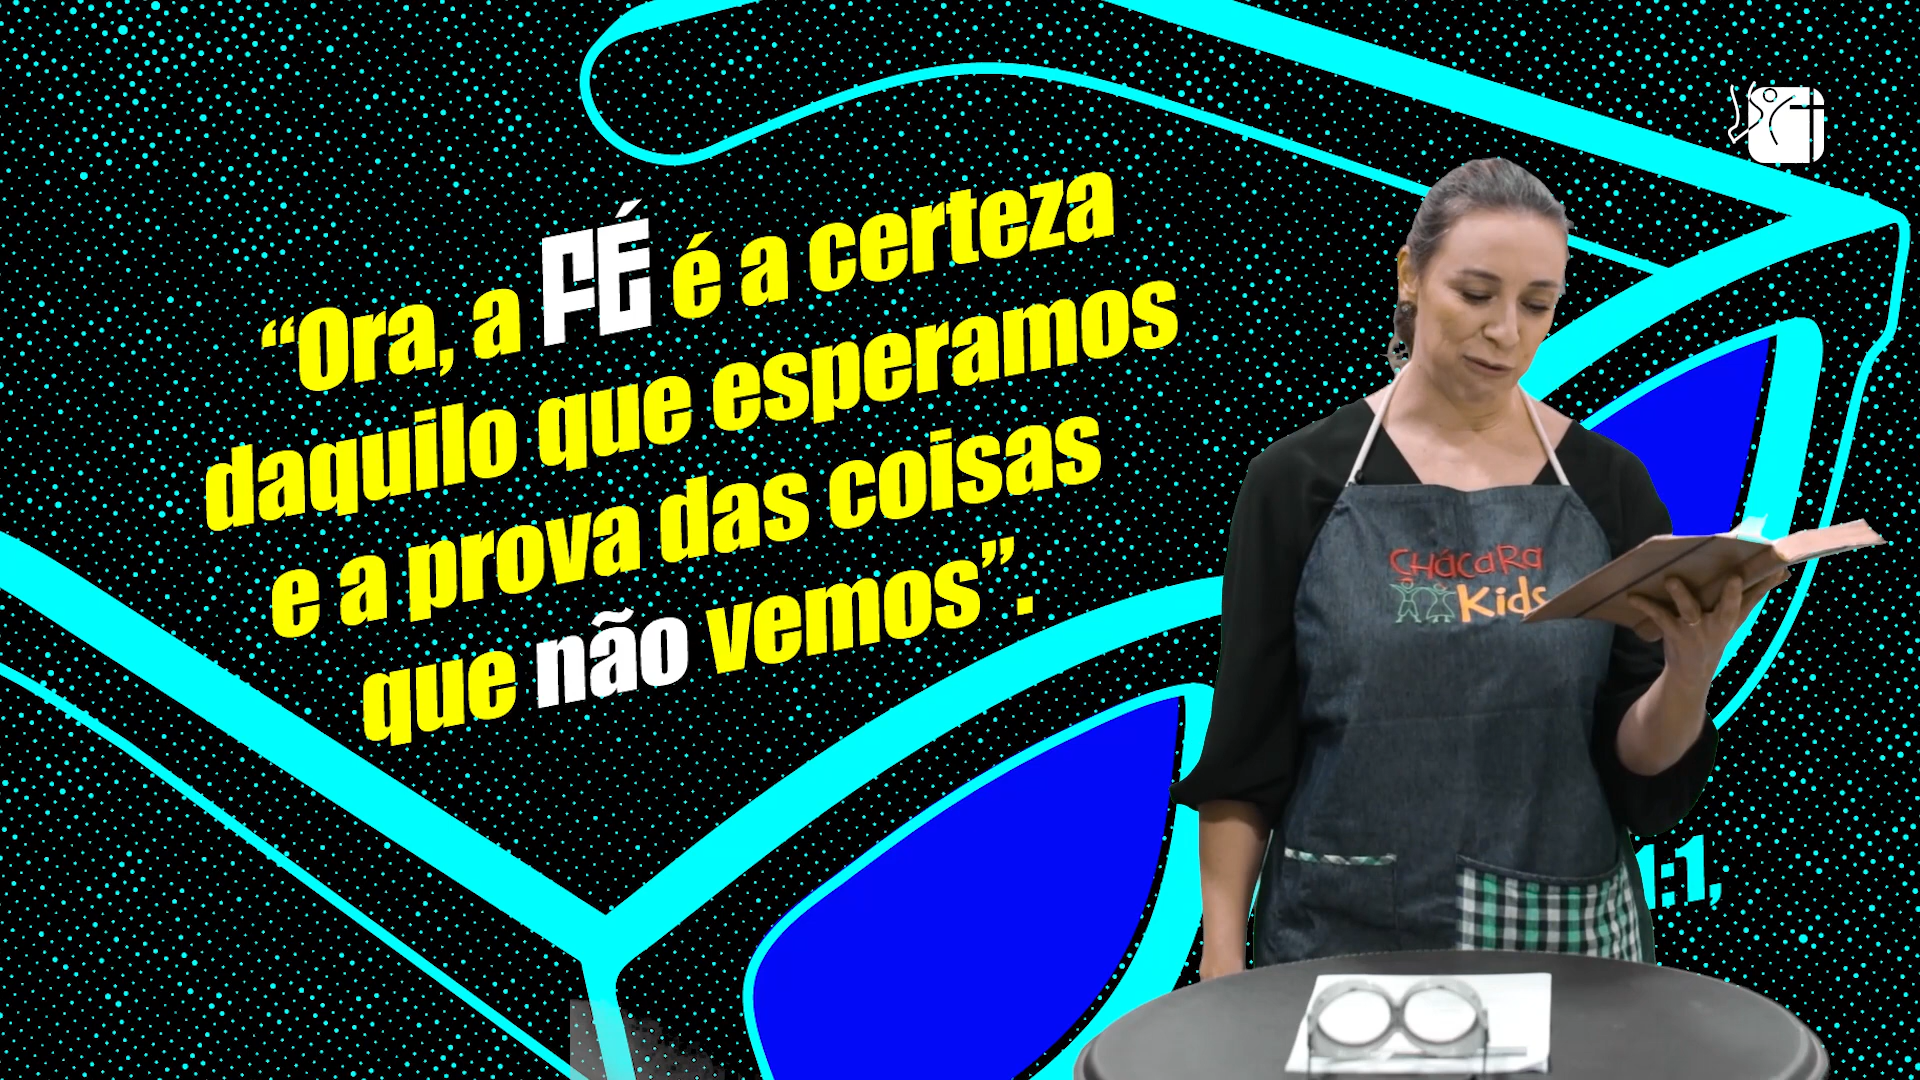 “Ora, a FÉ é a certeza
daquilo que esperamos
e a prova das coisas
que não vemos”.
CHÁCARA
Kids
1:1,